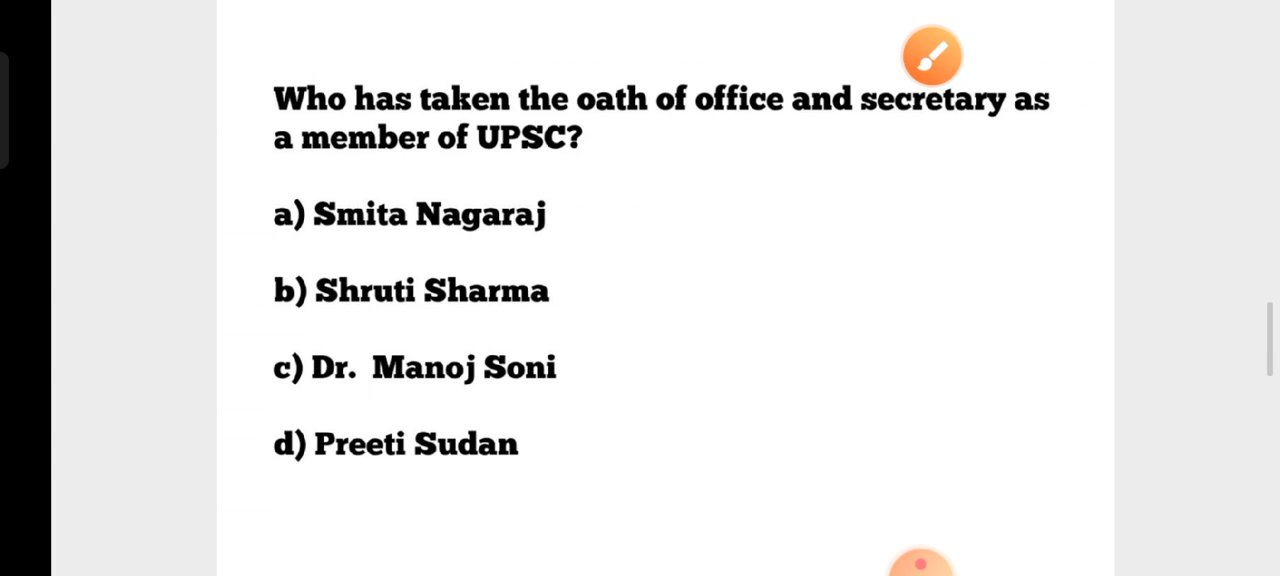 Who has taken the oath of office and secretary as
a member of UPSC?
a) Smita Nagaraj
b) Shruti Sharma
c) Dr. Manoj Soni
d) Preeti Sudan